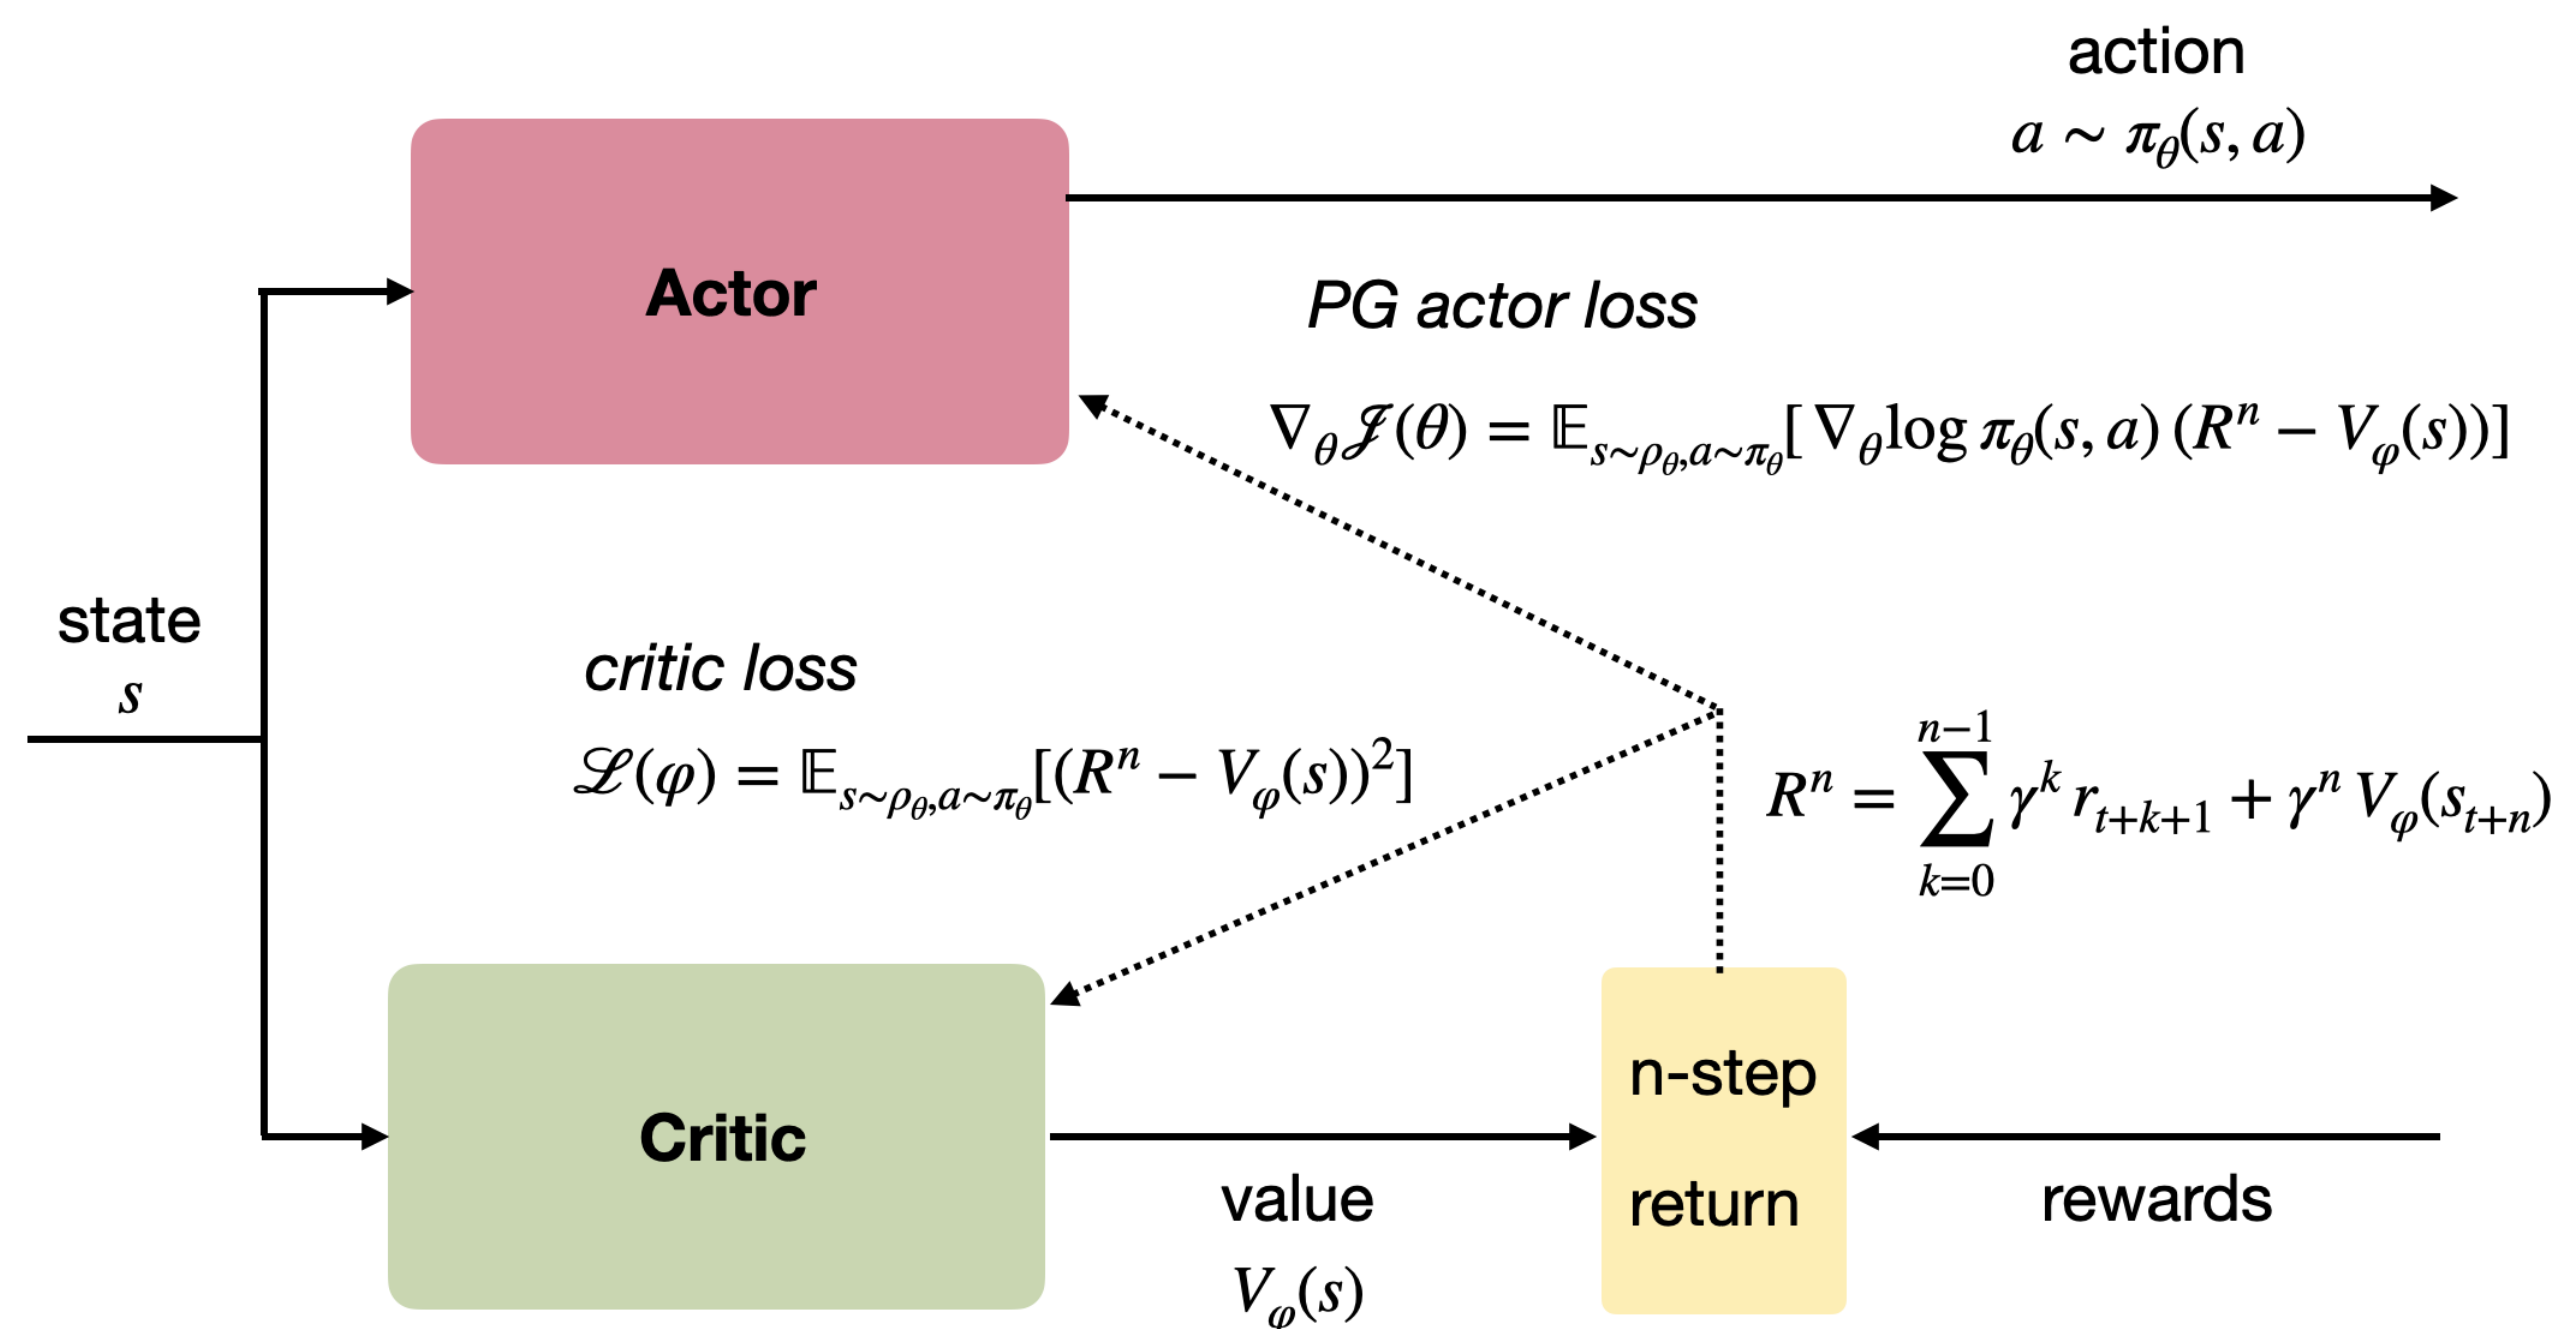 action
a ∼ π_θ(s, a)
Actor
PG actor loss
∇_θ 𝒥(θ) = 𝔼_{s∼ρ_θ,a∼π_θ}[∇_θ log π_θ(s, a) (R^n − V_φ(s))]
state
s
critic loss
ℒ(φ) = 𝔼_{s∼ρ_θ,a∼π_θ}[(R^n − V_φ(s))^2]
R^n = ∑_{k=0}^{n−1} γ^k r_{t+k+1} + γ^n V_φ(s_{t+n})
Critic
n-step
return
value
V_φ(s)
rewards